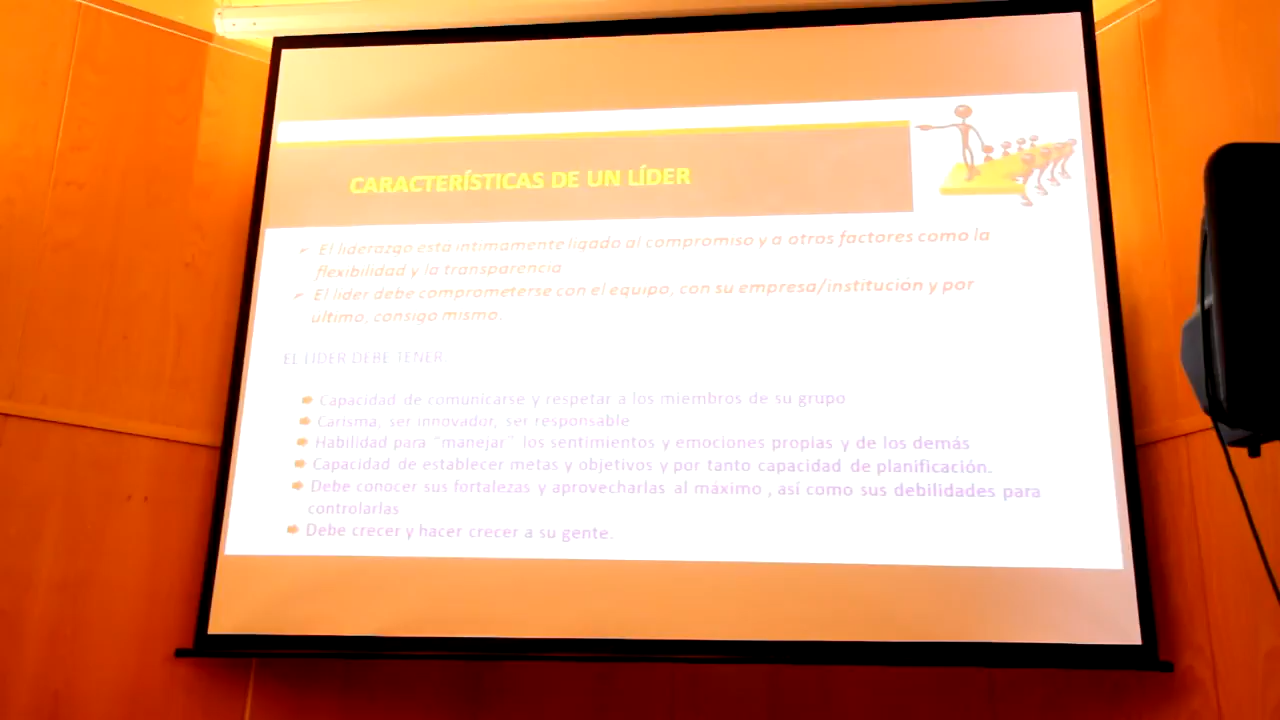 CARACTERÍSTICAS DE UN LÍDER
El liderazgo está intimamente ligado al compromiso y a otros factores como la
flexibilidad y la transparencia
El lider debe comprometerse con el equipo, con su empresa/institución y por
ultimo, consigo mismo.
EL LIDER DEBE TENER:
Capacidad de comunicarse y respetar a los miembros de su grupo
Carisma, ser innovador, ser responsable
Habilidad para "manejar" los sentimientos y emociones propias y de los demás
Capacidad de establecer metas y objetivos y por tanto capacidad de planificación.
Debe conocer sus fortalezas y aprovecharlas al máximo , así como sus debilidades para
controlarlas
Debe crecer y hacer crecer a su gente.